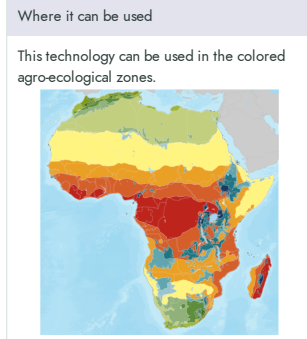 Where it can be used
This technology can be used in the colored
agro-ecological zones.